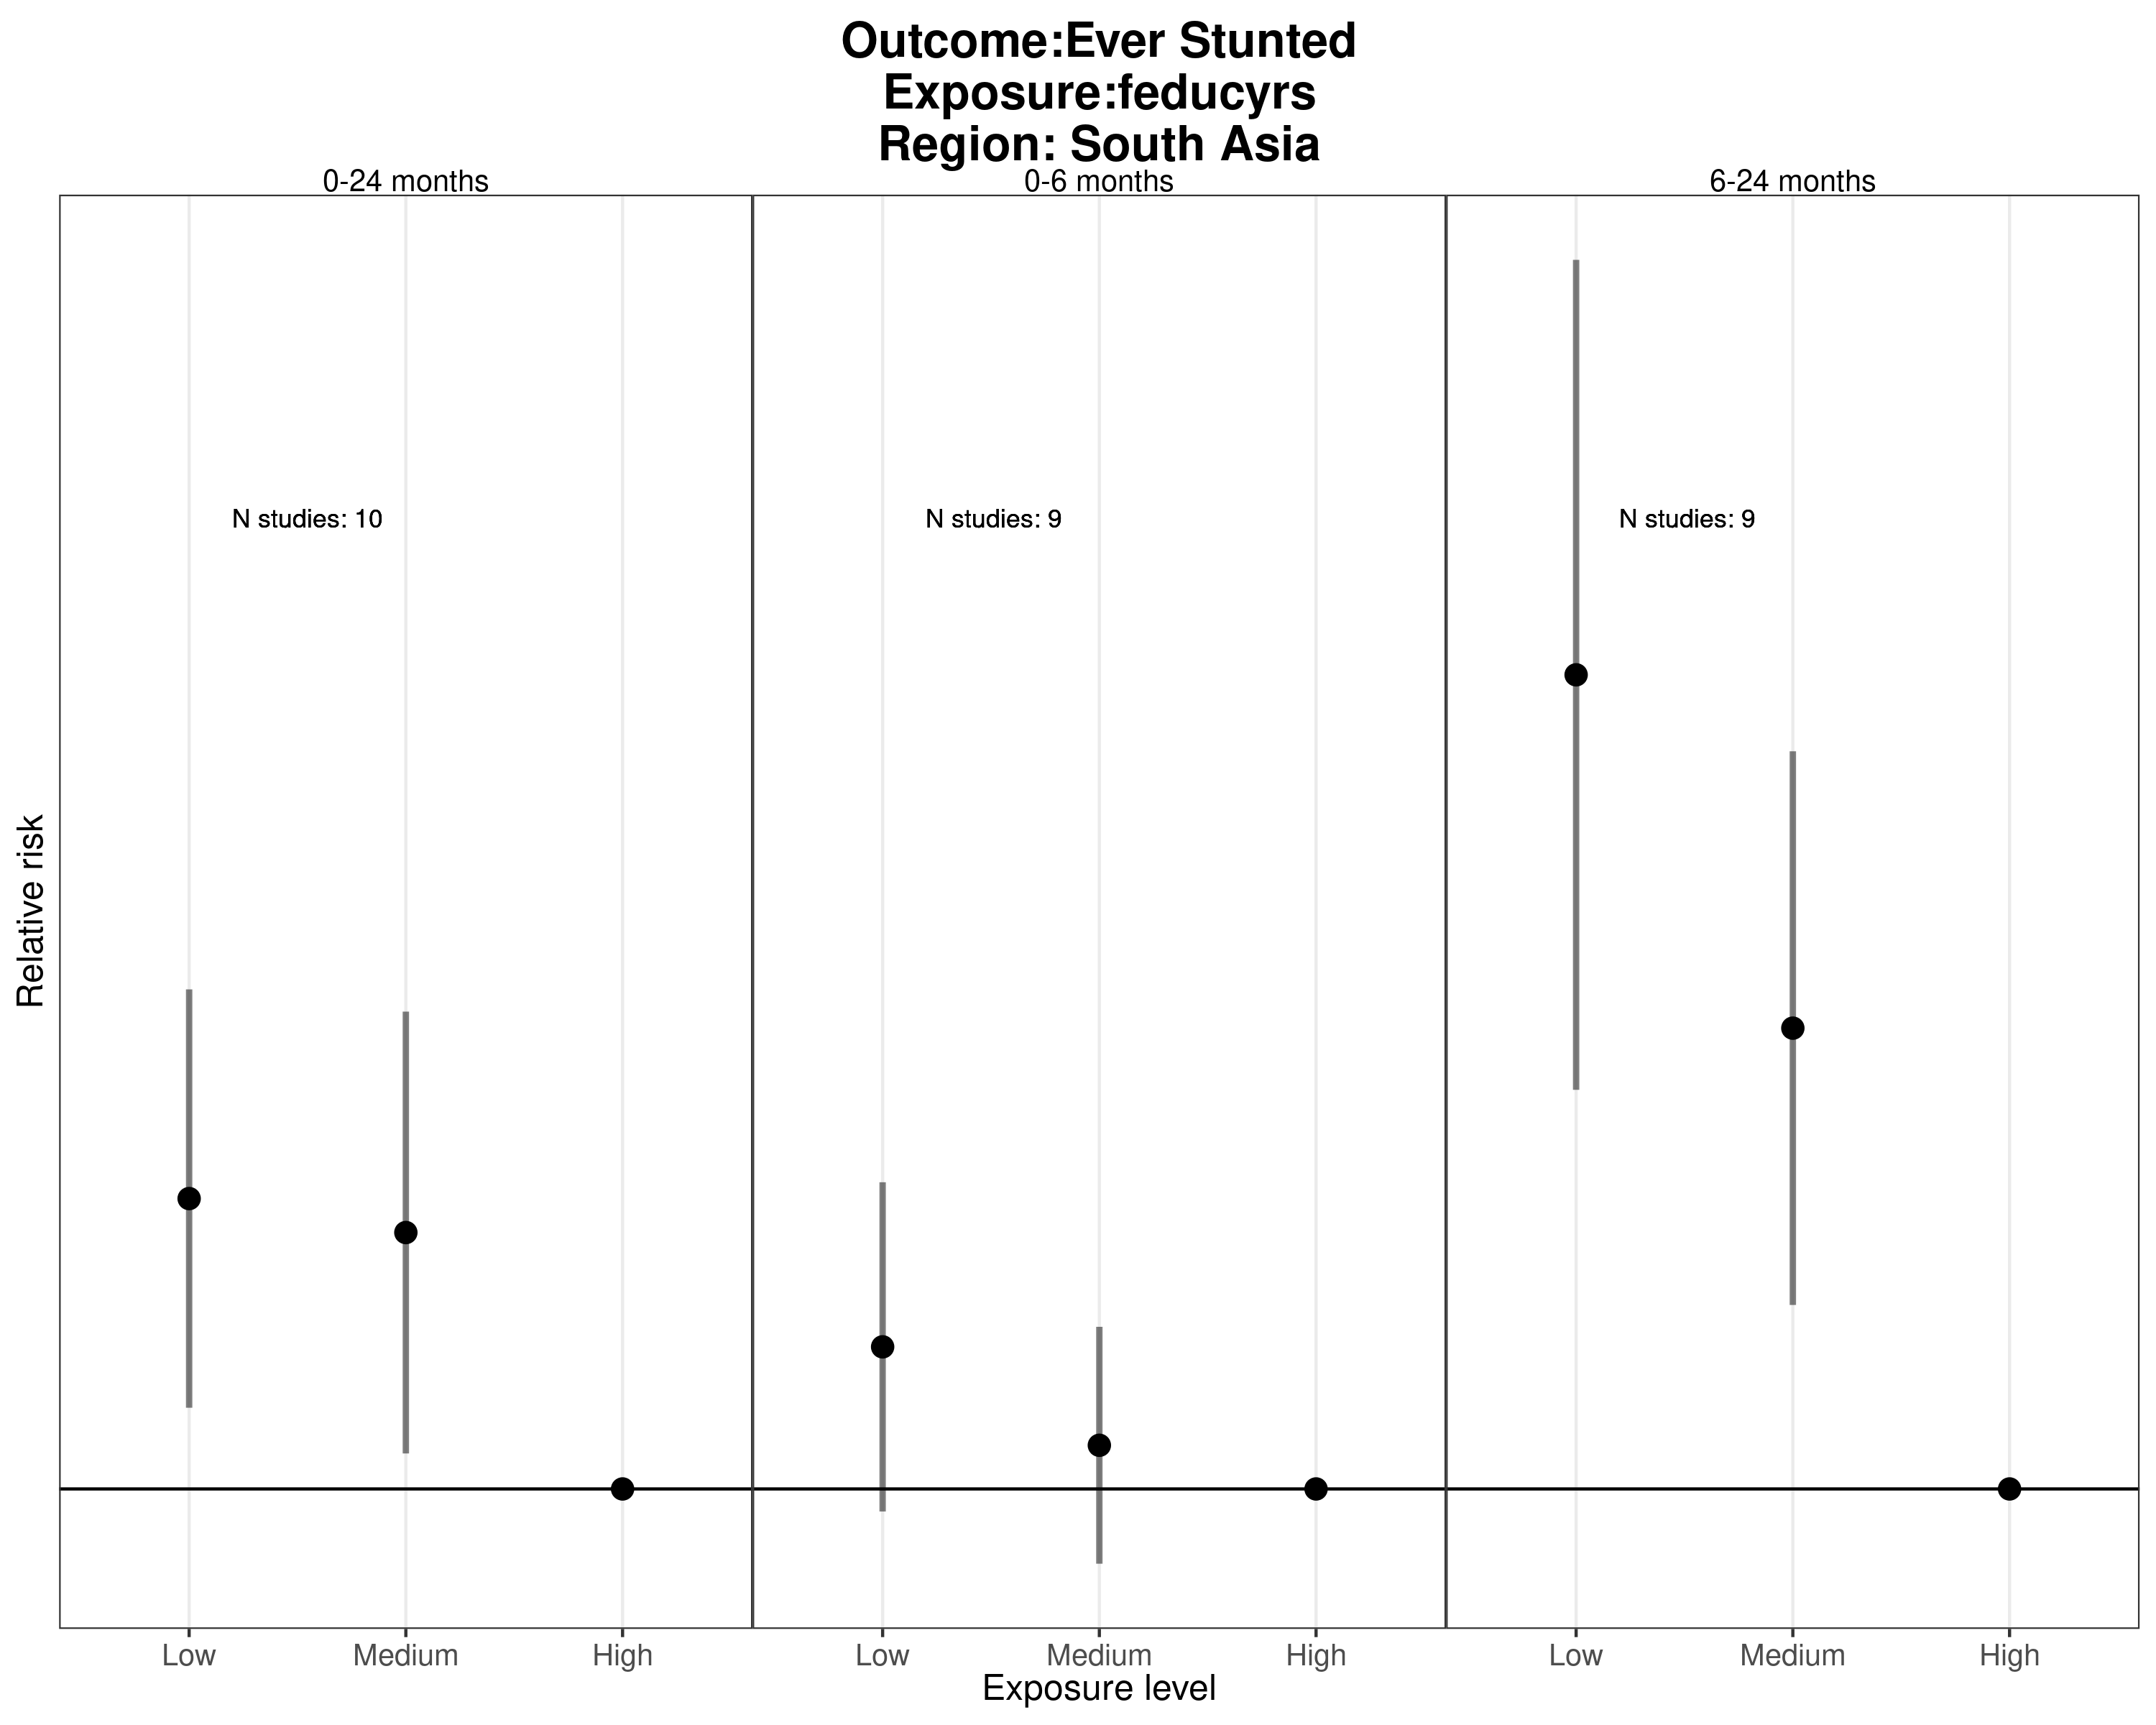 Outcome:Ever Stunted
Exposure:feducyrs
Region: South Asia
0-24 months
0-6 months
6-24 months
N studies: 10
N studies: 9
N studies: 9
Relative risk
Low
Medium
High
Low
Medium
High
Low
Medium
High
Exposure level